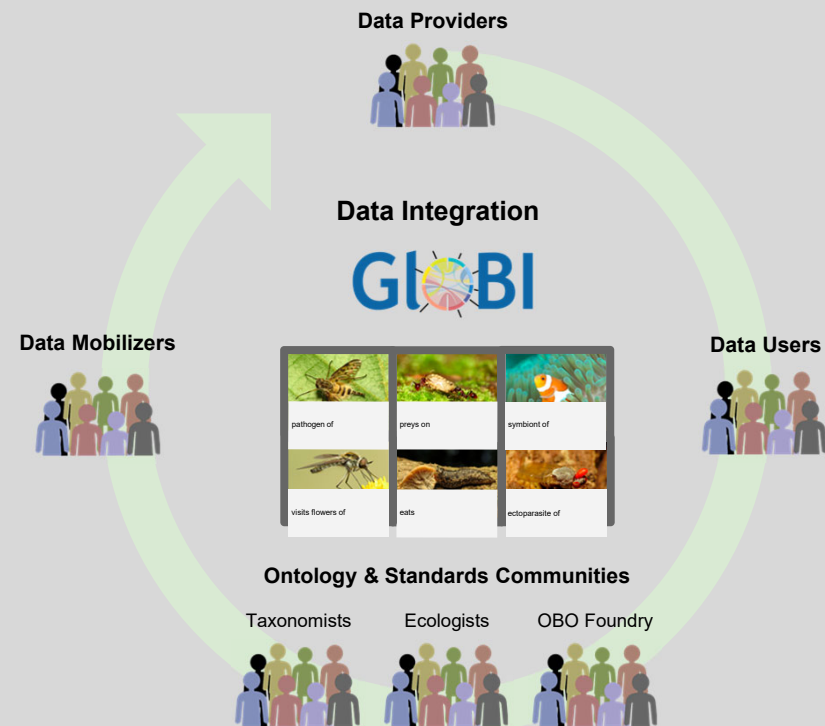 Data Providers
Data Integration
GloBI
Data Mobilizers
Data Users
pathogen of
preys on
symbiont of
visits flowers of
eats
ectoparasite of
Ontology & Standards Communities
Taxonomists
Ecologists
OBO Foundry